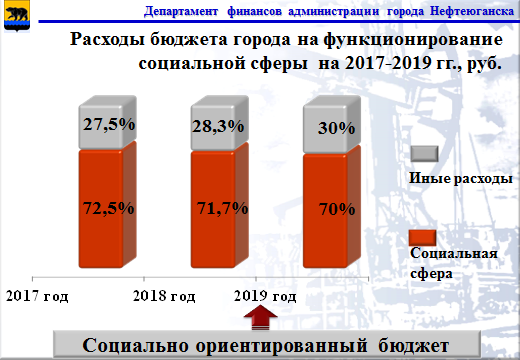 Департамент финансов администрации города Нефтеюганска
Расходы бюджета города на функционирование
социальной сферы на 2017-2019 гг., руб.
27,5% 28,3% 30%
72,5% 71,7% 70%
Иные расходы
Социальная
сфера
2017 год 2018 год 2019 год
Социально ориентированный бюджет